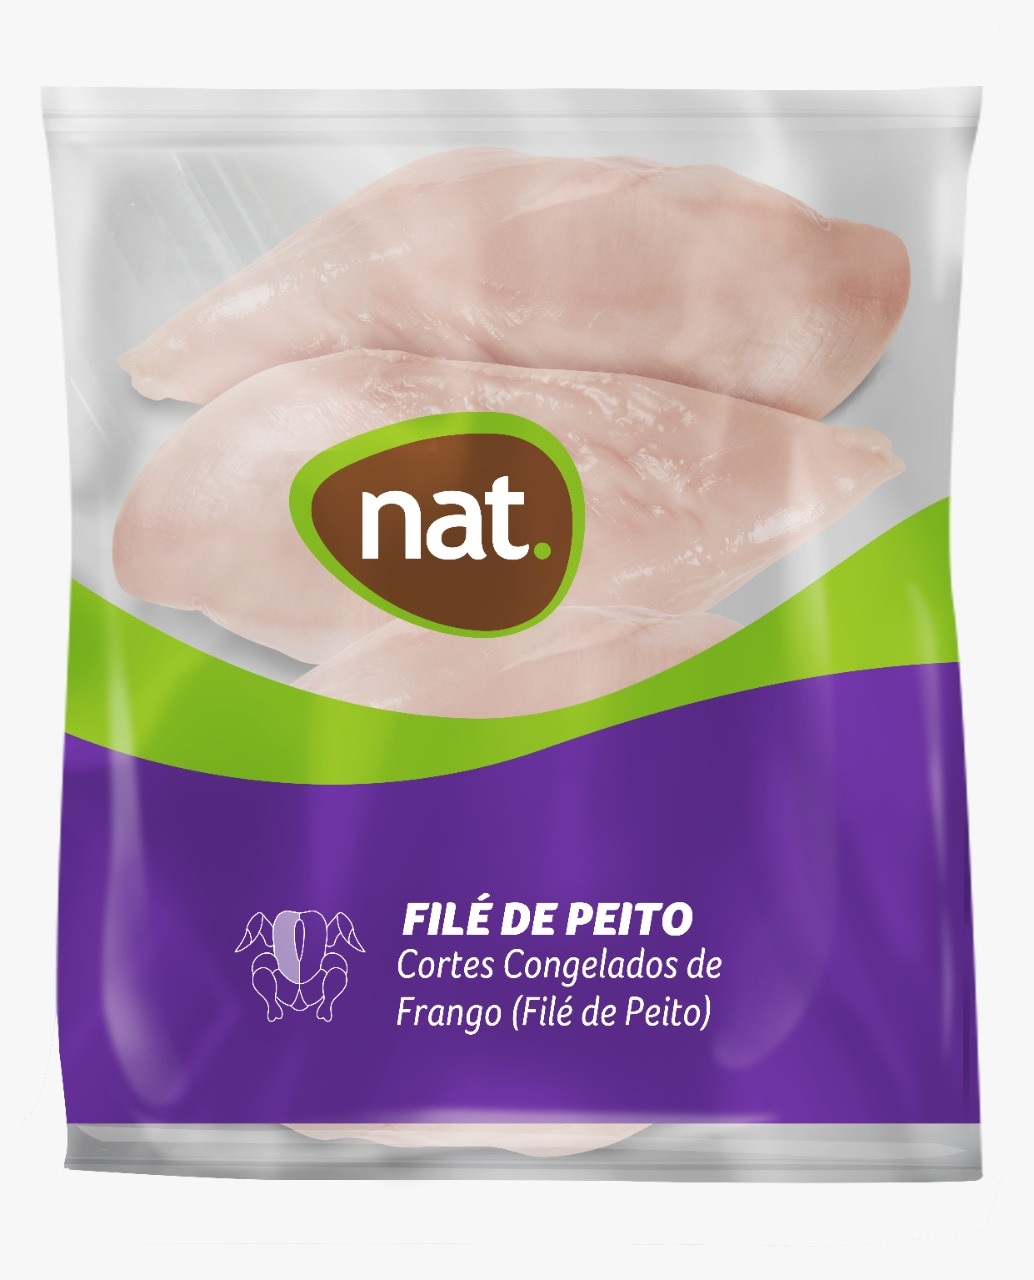 nat.
FILÉ DE PEITO
Cortes Congelados de
Frango (Filé de Peito)